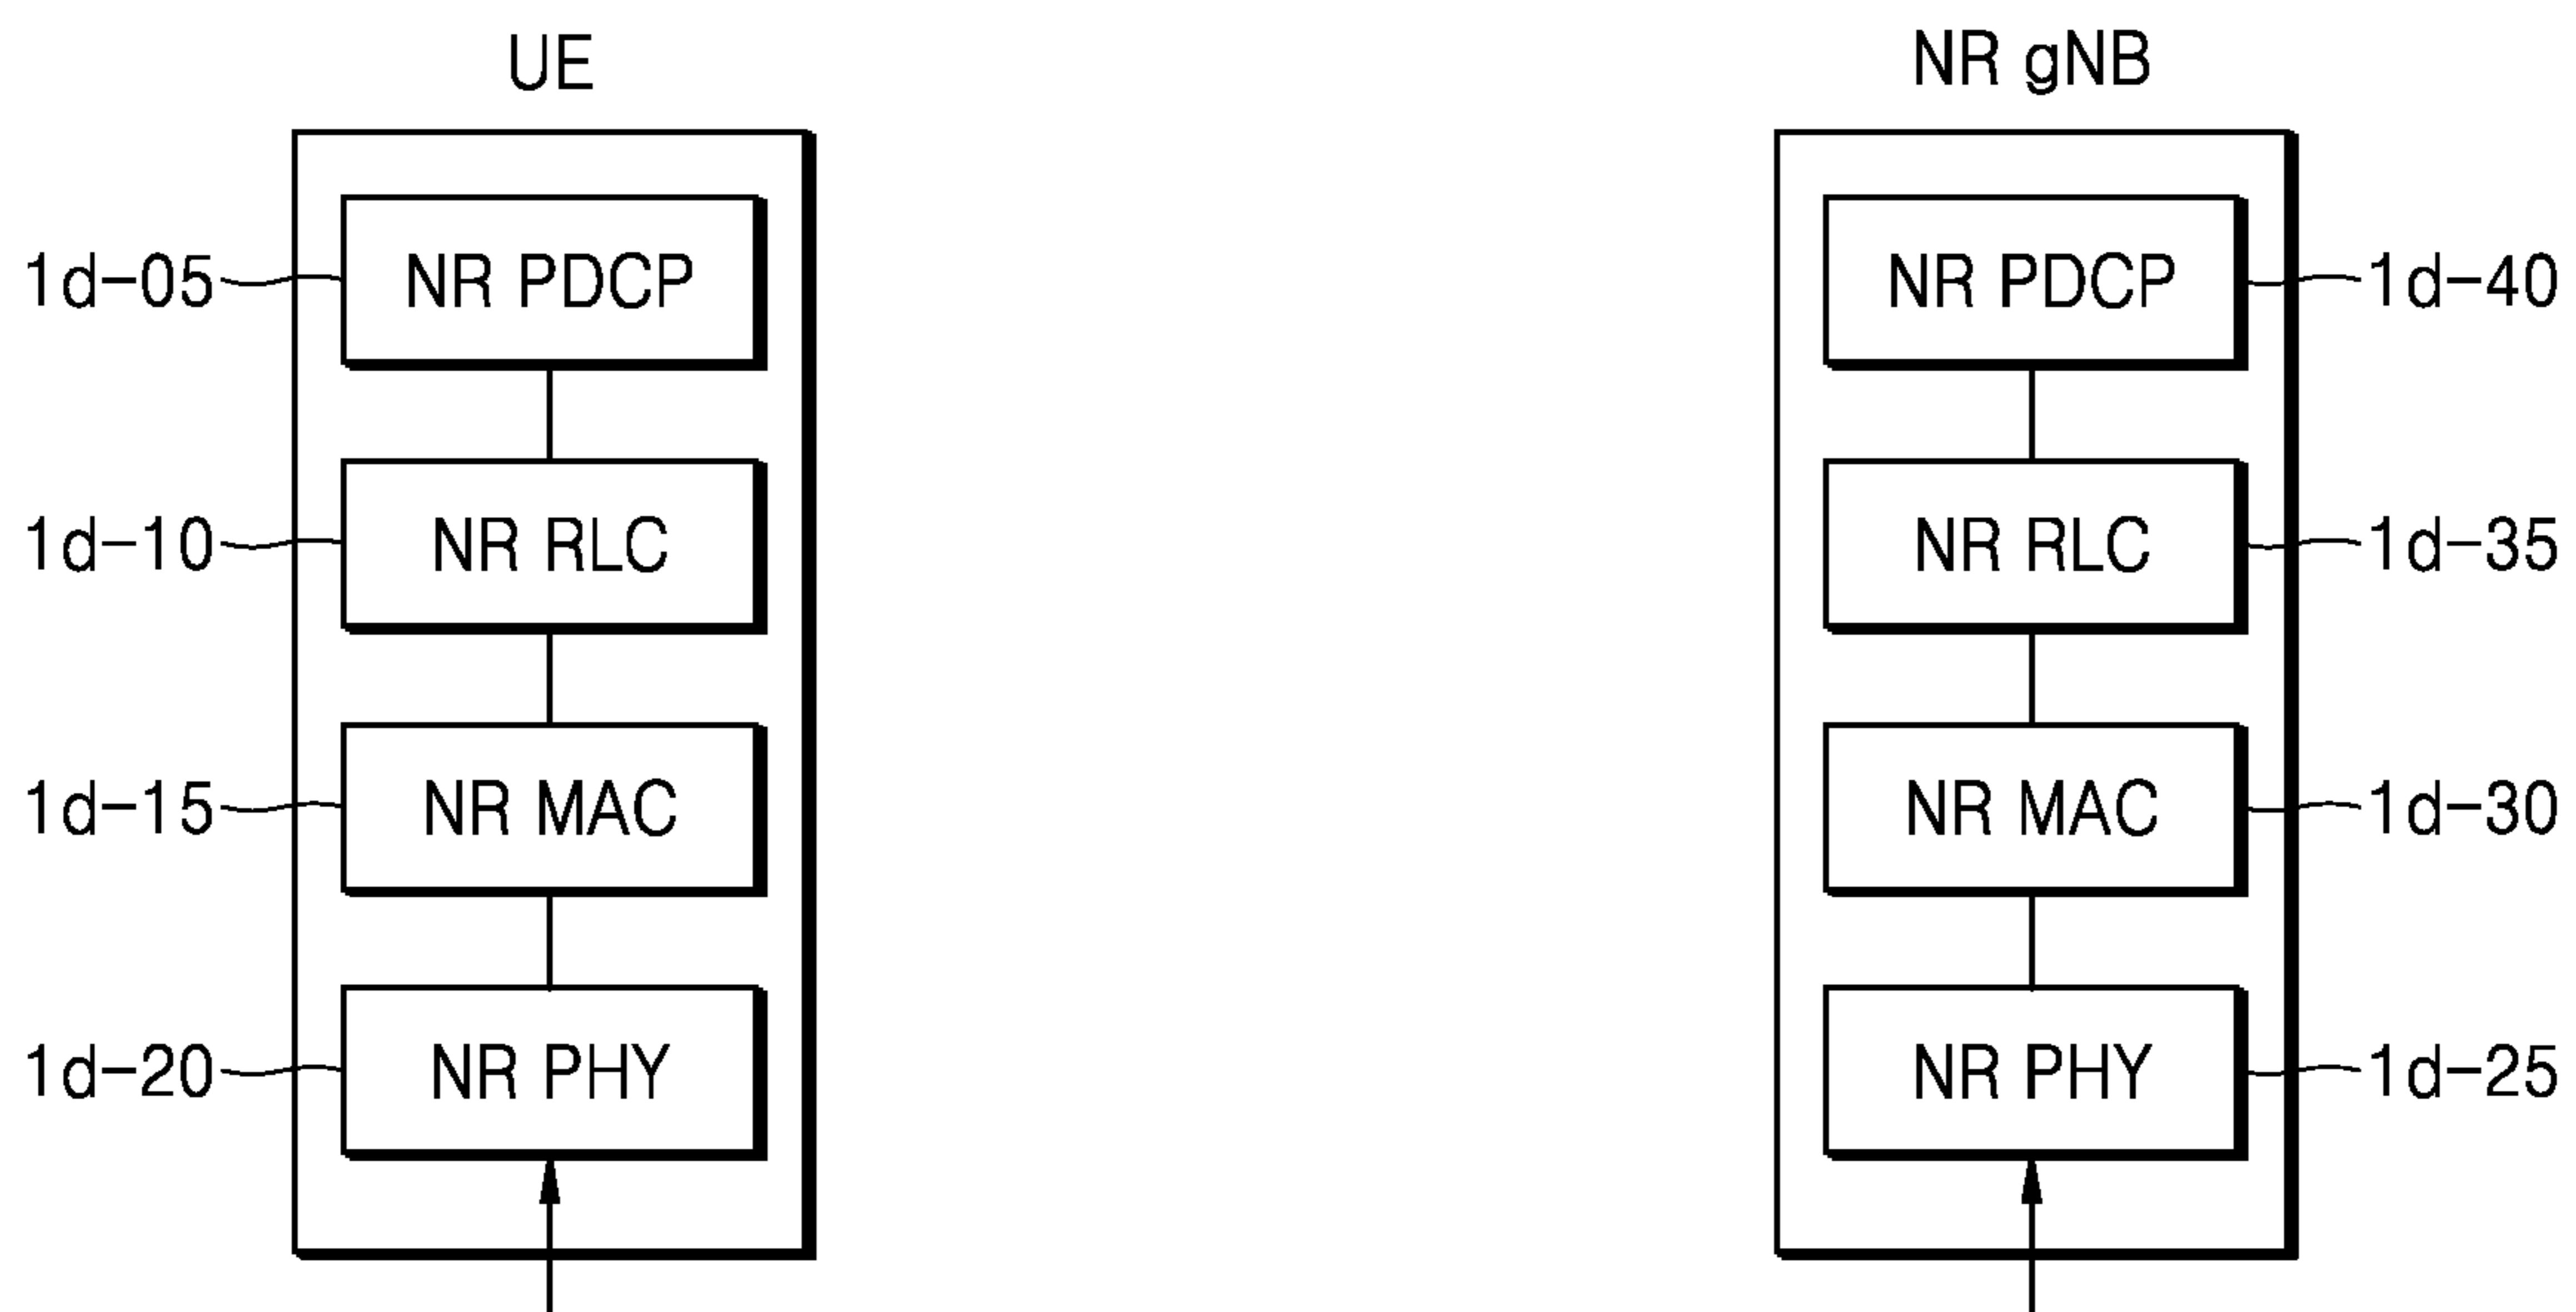 UE
NR gNB
1d-05
NR PDCP
NR PDCP
1d-40
1d-10
NR RLC
NR RLC
1d-35
1d-15
NR MAC
NR MAC
1d-30
1d-20
NR PHY
NR PHY
1d-25